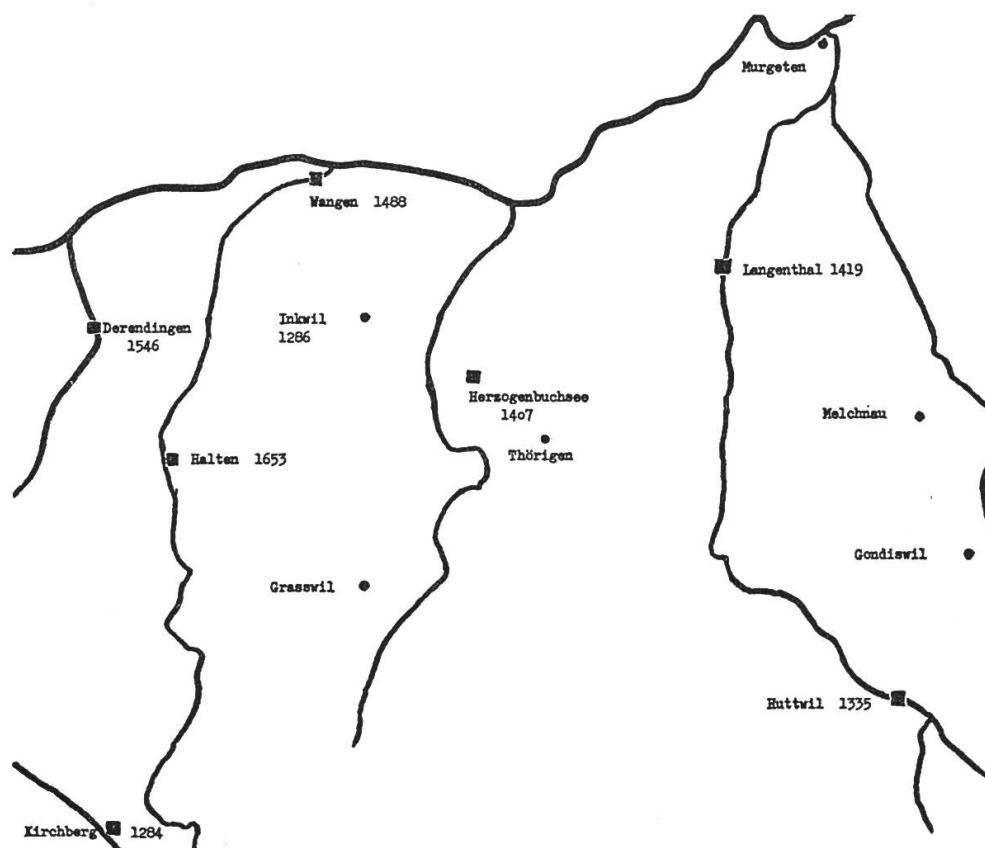 Murgeten
Wangen 1488
Langenthal 1419
Inkwil
1286
Derendingen
1546
Herzogenbuchsee
1407
Melchnau
Thörigen
Halten 1653
Gondiswil
Grasswil
Huttwil 1335
Kirchberg 1284